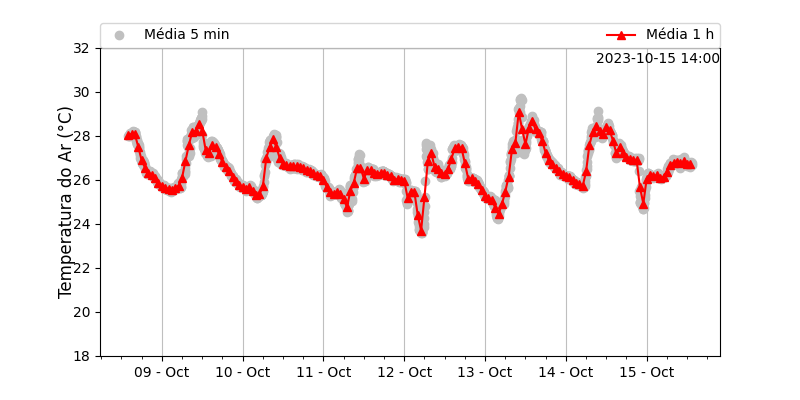 Média 5 min
Média 1 h
2023-10-15 14:00
Temperatura do Ar (°C)
32
30
28
26
24
22
20
18
09 - Oct
10 - Oct
11 - Oct
12 - Oct
13 - Oct
14 - Oct
15 - Oct